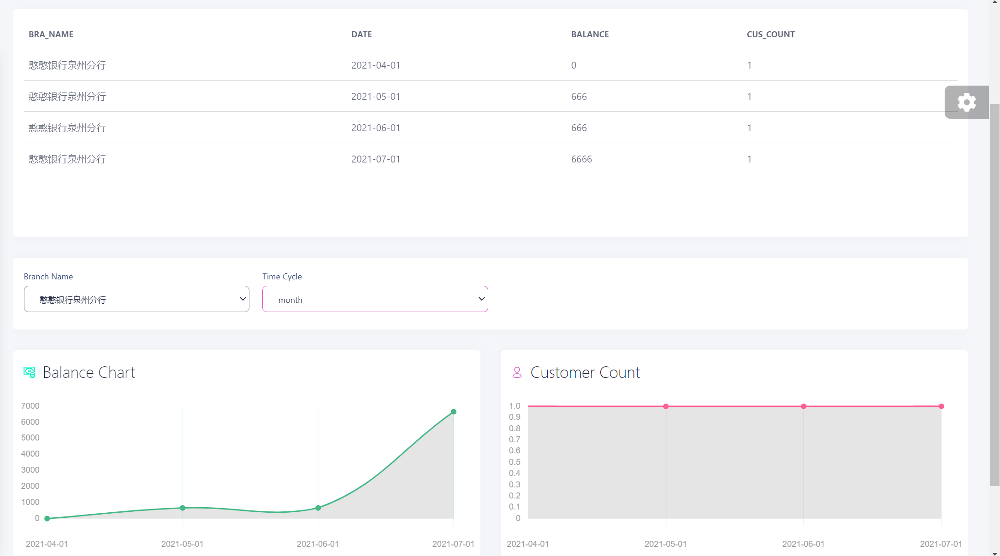 BRA_NAME DATE BALANCE CUS_COUNT
憨憨银行泉州分行 2021-04-01 0 1
憨憨银行泉州分行 2021-05-01 666 1
憨憨银行泉州分行 2021-06-01 666 1
憨憨银行泉州分行 2021-07-01 6666 1
Branch Name Time Cycle
憨憨银行泉州分行 month
Balance Chart
7000
6000
5000
4000
3000
2000
1000
0
2021-04-01 2021-05-01 2021-06-01 2021-07-01
Customer Count
1.0
0.9
0.8
0.7
0.6
0.5
0.4
0.3
0.2
0.1
0
2021-04-01 2021-05-01 2021-06-01 2021-07-01